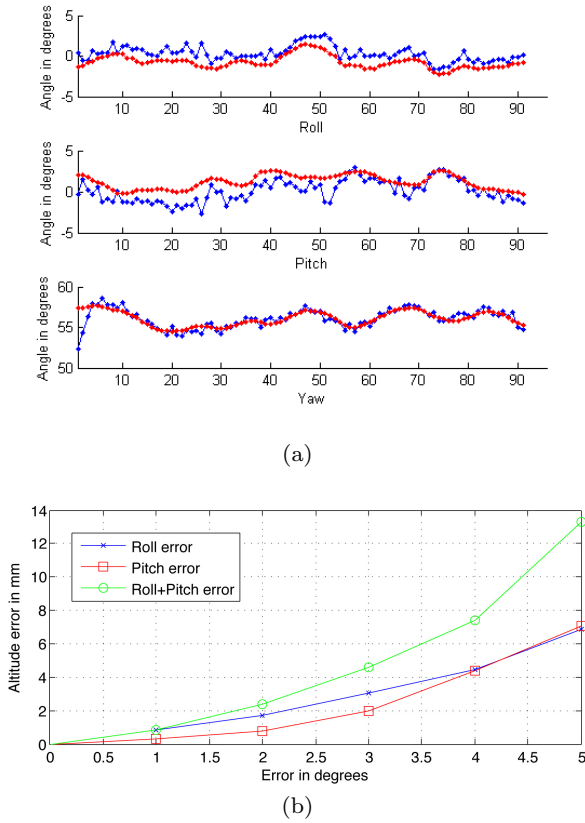 Angle in degrees
5
0
-5
10 20 30 40 50 60 70 80 90
Roll
Angle in degrees
5
0
-5
10 20 30 40 50 60 70 80 90
Pitch
Angle in degrees
60
55
50
10 20 30 40 50 60 70 80 90
Yaw
(a)
Altitude error in mm
14
12
10
8
6
4
2
0
Roll error
Pitch error
Roll+Pitch error
0 0.5 1 1.5 2 2.5 3 3.5 4 4.5 5
Error in degrees
(b)